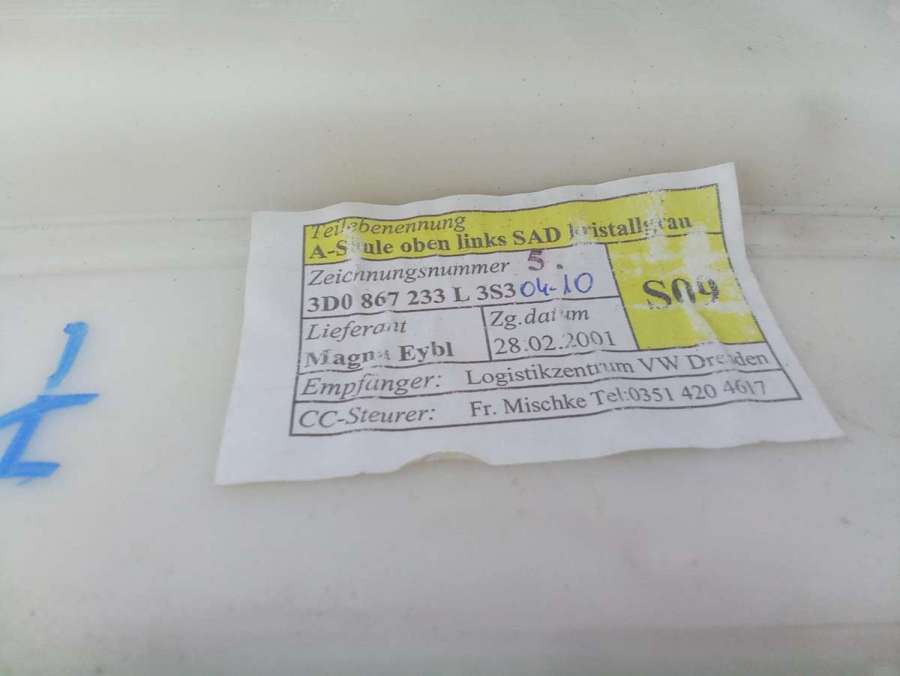 Teilebenennung
A-Säule oben links SAD kristallgrau
Zeichnungsnummer 5.
3D0 867 233 L 3S3 04-10
S09
Lieferant
Magna Eybl
Zg.datum
28.02.2001
Empfänger: Logistikzentrum VW Dresden
CC-Steurer: Fr. Mischke Tel:0351 420 4617